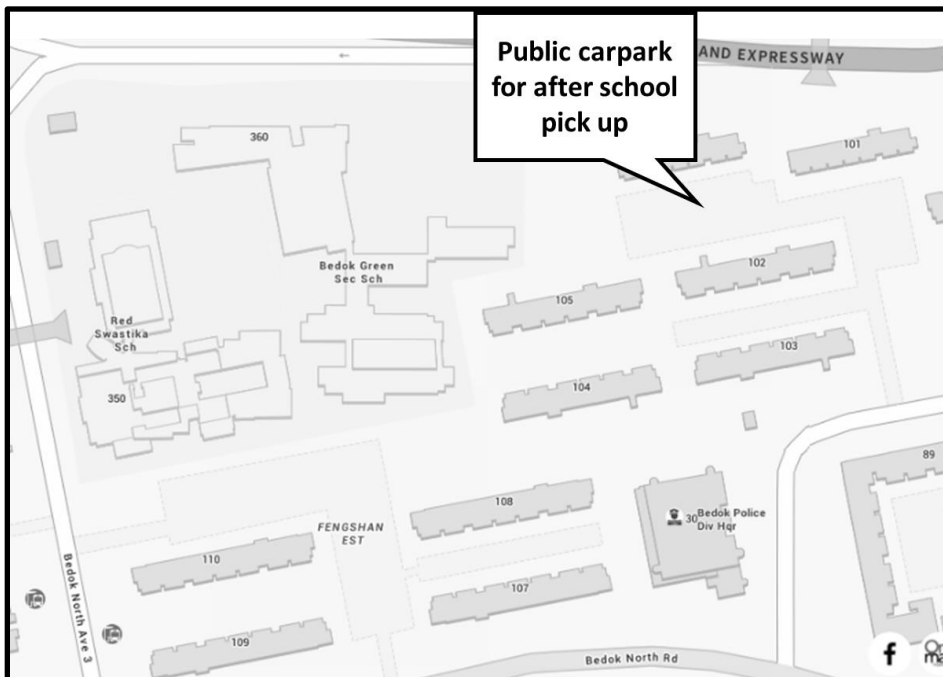 Public carpark
for after school
pick up
AND EXPRESSWAY
360
101
Bedok Green
Sec Sch
102
105
Red
Swastika
Sch
103
104
350
89
108
FENGSHAN
EST
30
Bedok Police
Div Hqr
110
107
Bedok North Ave 3
109
Bedok North Rd
f